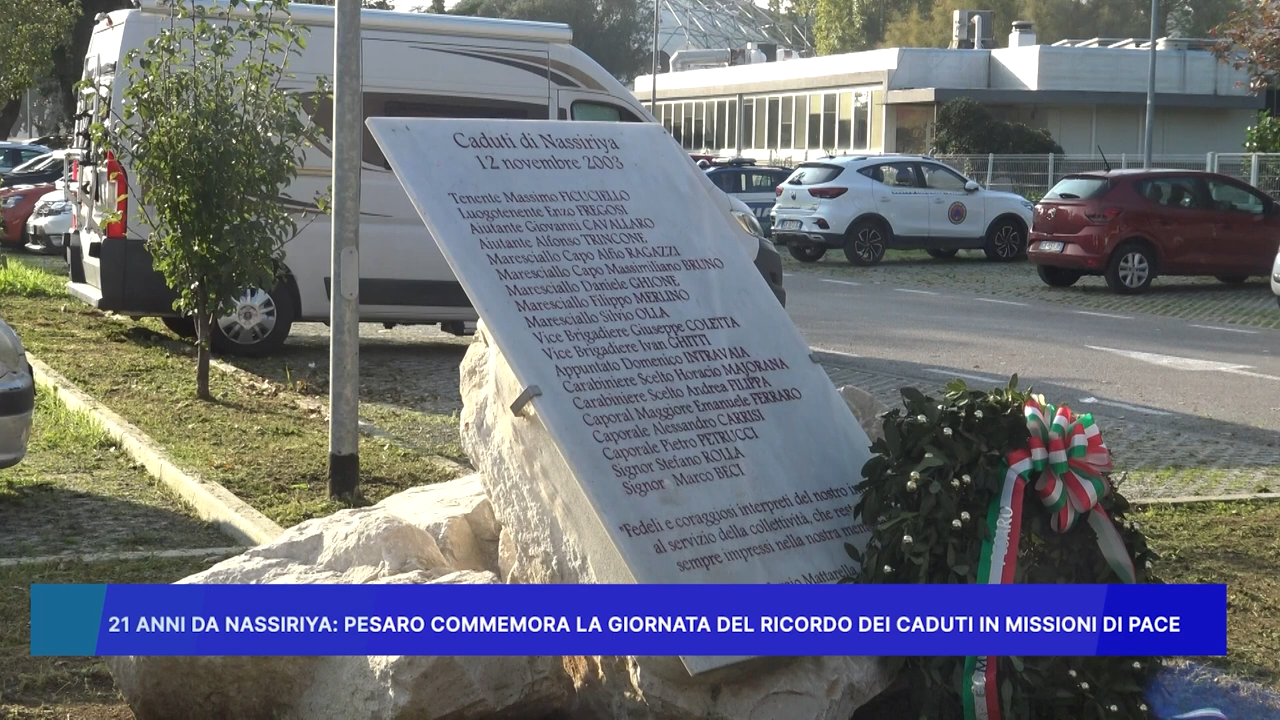 Caduti di Nassiriya
12 novembre 2003
Tenente Massimo FICUCIELLO
Luogotenente Enzo FREGOSI
Aiutante Giovanni CAVALLARO
Aiutante Alfonso TRINCONE
Maresciallo Capo Alfio RAGAZZI
Maresciallo Capo Massimiliano BRUNO
Maresciallo Daniele GHIONE
Maresciallo Filippo MERLINO
Maresciallo Silvio OLLA
Vice Brigadiere Giuseppe COLETTA
Vice Brigadiere Ivan GHITTI
Appuntato Domenico INTRAVAIA
Carabiniere Scelto Horacio MAJORANA
Carabiniere Scelto Andrea FILIPPA
Caporal Maggiore Emanuele FERRARO
Caporale Alessandro CARRISI
Caporale Pietro PETRUCCI
Signor Stefano ROLLA
Signor Marco BECI
"Fedeli e coraggiosi interpreti del nostro
al servizio della collettività, che
sempre impressi nella nostra
Mattarella
21 ANNI DA NASSIRIYA: PESARO COMMEMORA LA GIORNATA DEL RICORDO DEI CADUTI IN MISSIONI DI PACE